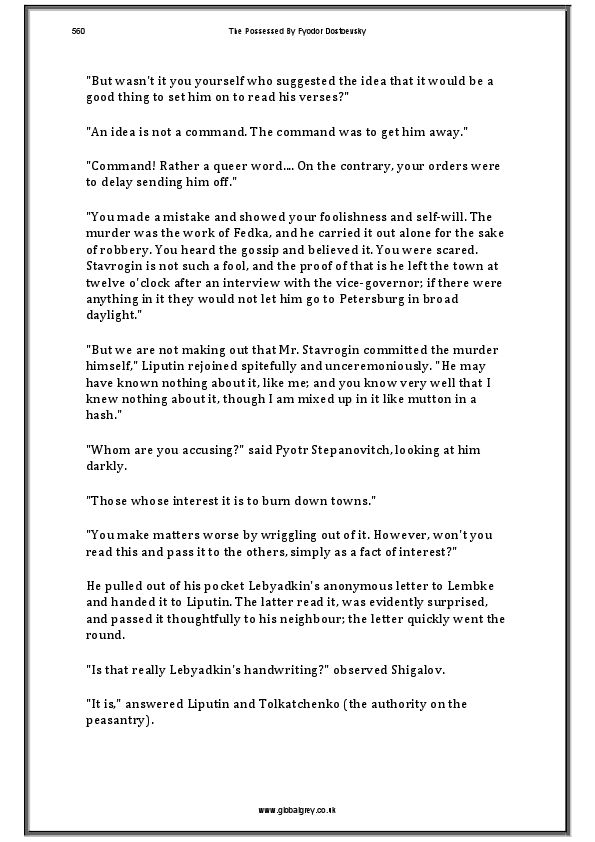 560
The Possessed By Fyodor Dostoevsky
"But wasn't it you yourself who suggested the idea that it would be a
good thing to set him on to read his verses?"
"An idea is not a command. The command was to get him away."
"Command! Rather a queer word.... On the contrary, your orders were
to delay sending him off."
"You made a mistake and showed your foolishness and self-will. The
murder was the work of Fedka, and he carried it out alone for the sake
of robbery. You heard the gossip and believed it. You were scared.
Stavrogin is not such a fool, and the proof of that is he left the town at
twelve o'clock after an interview with the vice-governor; if there were
anything in it they would not let him go to Petersburg in broad
daylight."
"But we are not making out that Mr. Stavrogin committed the murder
himself," Liputin rejoined spitefully and unceremoniously. "He may
have known nothing about it, like me; and you know very well that I
knew nothing about it, though I am mixed up in it like mutton in a
hash."
"Whom are you accusing?" said Pyotr Stepanovitch, looking at him
darkly.
"Those whose interest it is to burn down towns."
"You make matters worse by wriggling out of it. However, won't you
read this and pass it to the others, simply as a fact of interest?"
He pulled out of his pocket Lebyadkin's anonymous letter to Lembke
and handed it to Liputin. The latter read it, was evidently surprised,
and passed it thoughtfully to his neighbour; the letter quickly went the
round.
"Is that really Lebyadkin's handwriting?" observed Shigalov.
"It is," answered Liputin and Tolkatchenko (the authority on the
peasantry).
www.globalgrey.co.uk